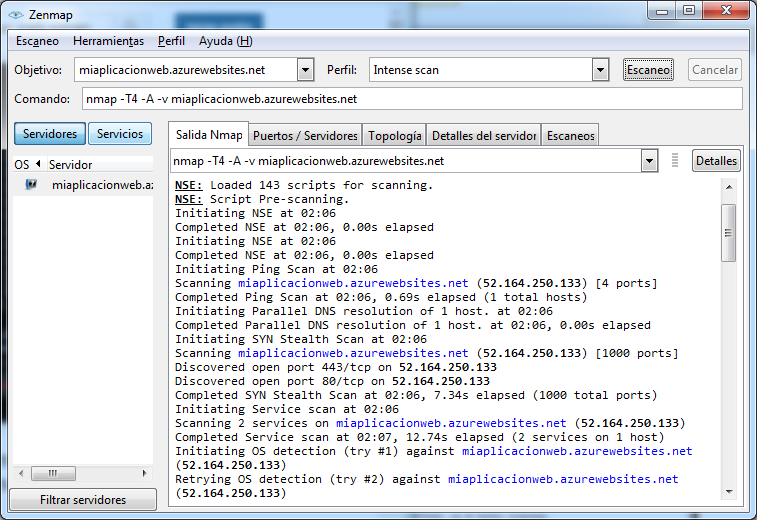 Zenmap
Escaneo Herramientas Perfil Ayuda (H)
Objetivo: miaplicacionweb.azurewebsites.net Perfil: Intense scan Escaneo Cancelar
Comando: nmap -T4 -A -v miaplicacionweb.azurewebsites.net
Servidores Servicios
Salida Nmap Puertos / Servidores Topología Detalles del servidor Escaneos
OS Servidor
miaplicacionweb.az
nmap -T4 -A -v miaplicacionweb.azurewebsites.net Detalles
NSE: Loaded 143 scripts for scanning.
NSE: Script Pre-scanning.
Initiating NSE at 02:06
Completed NSE at 02:06, 0.00s elapsed
Initiating NSE at 02:06
Completed NSE at 02:06, 0.00s elapsed
Initiating Ping Scan at 02:06
Scanning miaplicacionweb.azurewebsites.net (52.164.250.133) [4 ports]
Completed Ping Scan at 02:06, 0.69s elapsed (1 total hosts)
Initiating Parallel DNS resolution of 1 host. at 02:06
Completed Parallel DNS resolution of 1 host. at 02:06, 0.00s elapsed
Initiating SYN Stealth Scan at 02:06
Scanning miaplicacionweb.azurewebsites.net (52.164.250.133) [1000 ports]
Discovered open port 443/tcp on 52.164.250.133
Discovered open port 80/tcp on 52.164.250.133
Completed SYN Stealth Scan at 02:06, 7.34s elapsed (1000 total ports)
Initiating Service scan at 02:06
Scanning 2 services on miaplicacionweb.azurewebsites.net (52.164.250.133)
Completed Service scan at 02:07, 12.74s elapsed (2 services on 1 host)
Initiating OS detection (try #1) against miaplicacionweb.azurewebsites.net
(52.164.250.133)
Retrying OS detection (try #2) against miaplicacionweb.azurewebsites.net
(52.164.250.133)
Filtrar servidores